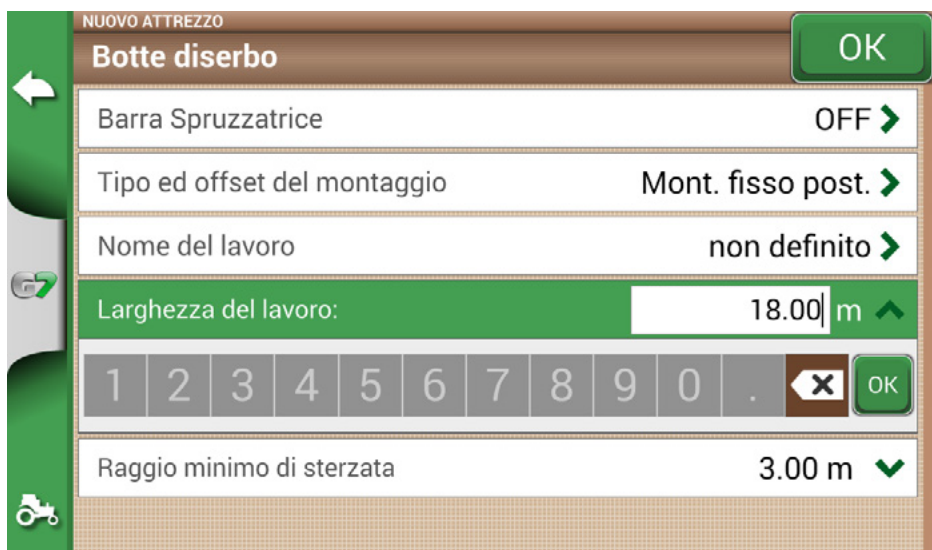 NUOVO ATTREZZO
Botte diserbo
OK
Barra Spruzzatrice OFF
Tipo ed offset del montaggio Mont. fisso post.
Nome del lavoro non definito
G7
Larghezza del lavoro: 18.00 m
1 2 3 4 5 6 7 8 9 0 . OK
Raggio minimo di sterzata 3.00 m